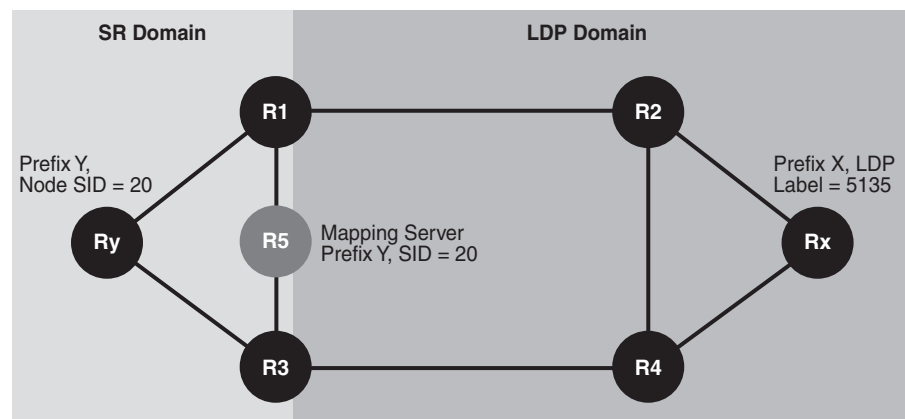 SR Domain
LDP Domain
R1
R2
Prefix Y,
Node SID = 20
Prefix X, LDP
Label = 5135
Ry
R5
Mapping Server
Prefix Y, SID = 20
Rx
R3
R4